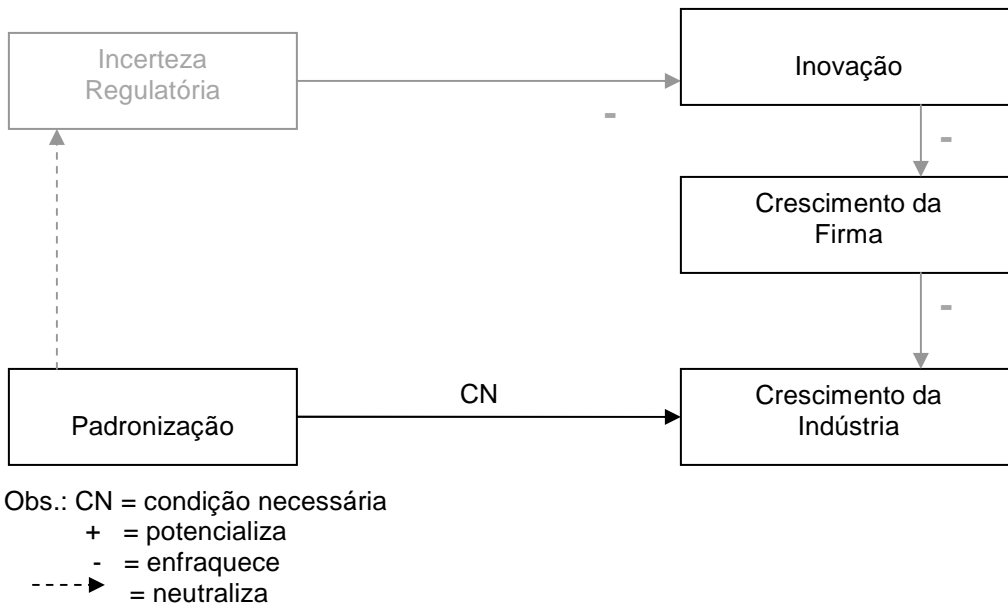 Incerteza
Regulatória
Inovação
-
-
Crescimento da
Firma
-
CN
Padronização
Crescimento da
Indústria
Obs.: CN = condição necessária
+ = potencializa
- = enfraquece
= neutraliza